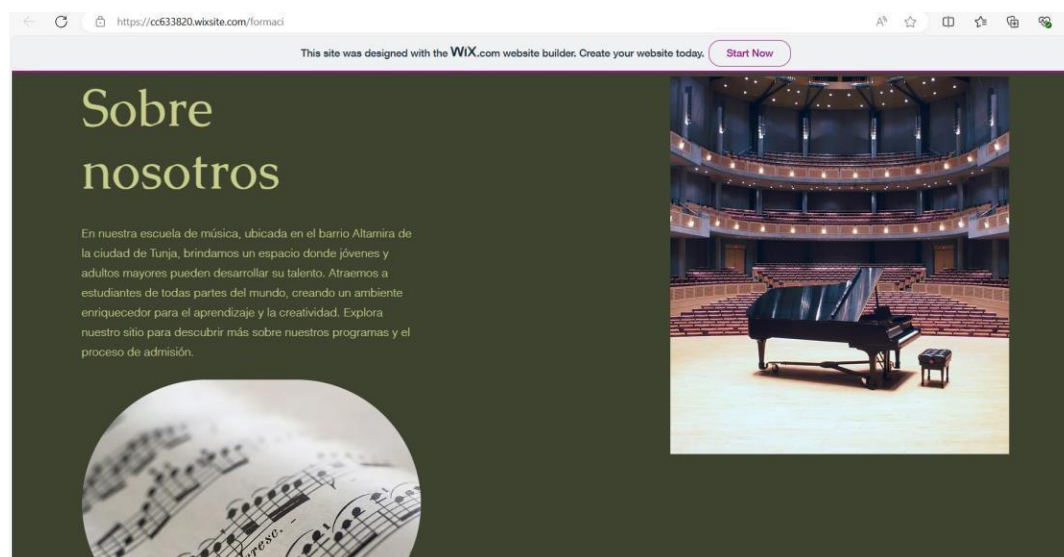 https://cc633820.wixsite.com/formaci
This site was designed with the WiX.com website builder. Create your website today. Start Now
Sobre
nosotros
En nuestra escuela de música, ubicada en el barrio Altamira de
la ciudad de Tunja, brindamos un espacio donde jóvenes y
adultos mayores pueden desarrollar su talento. Atraemos a
estudiantes de todas partes del mundo, creando un ambiente
enriquecedor para el aprendizaje y la creatividad. Explora
nuestro sitio para descubrir más sobre nuestros programas y el
proceso de admisión.
resc.